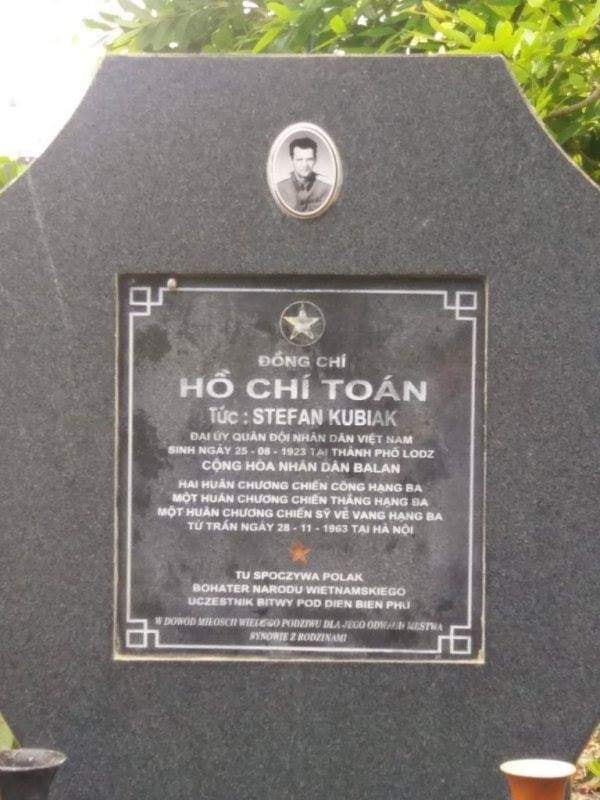 ĐỒNG CHÍ
HỒ CHÍ TOÁN
TỨC : STEFAN KUBIAK
ĐẠI ÚY QUÂN ĐỘI NHÂN DÂN VIỆT NAM
SINH NGÀY 25 - 08 - 1923 TẠI THÀNH PHỐ LODZ
CỘNG HÒA NHÂN DÂN BALAN
HAI HUÂN CHƯƠNG CHIẾN CÔNG HẠNG BA
MỘT HUÂN CHƯƠNG CHIẾN THẮNG HẠNG BA
MỘT HUÂN CHƯƠNG CHIẾN SỸ VẺ VANG HẠNG BA
TỪ TRẦN NGÀY 28 - 11 - 1963 TẠI HÀ NỘI
TU SPOCZYWA POLAK
BOHATER NARODU WIETNAMSKIEGO
UCZESTNIK BITWY POD DIEN BIEN PHU
W DOWOD MIŁOSCII WIELKIEGO PODZIWU DLA JEGO ODWAGII MESTWA
SYNOWIE Z RODZINAMI